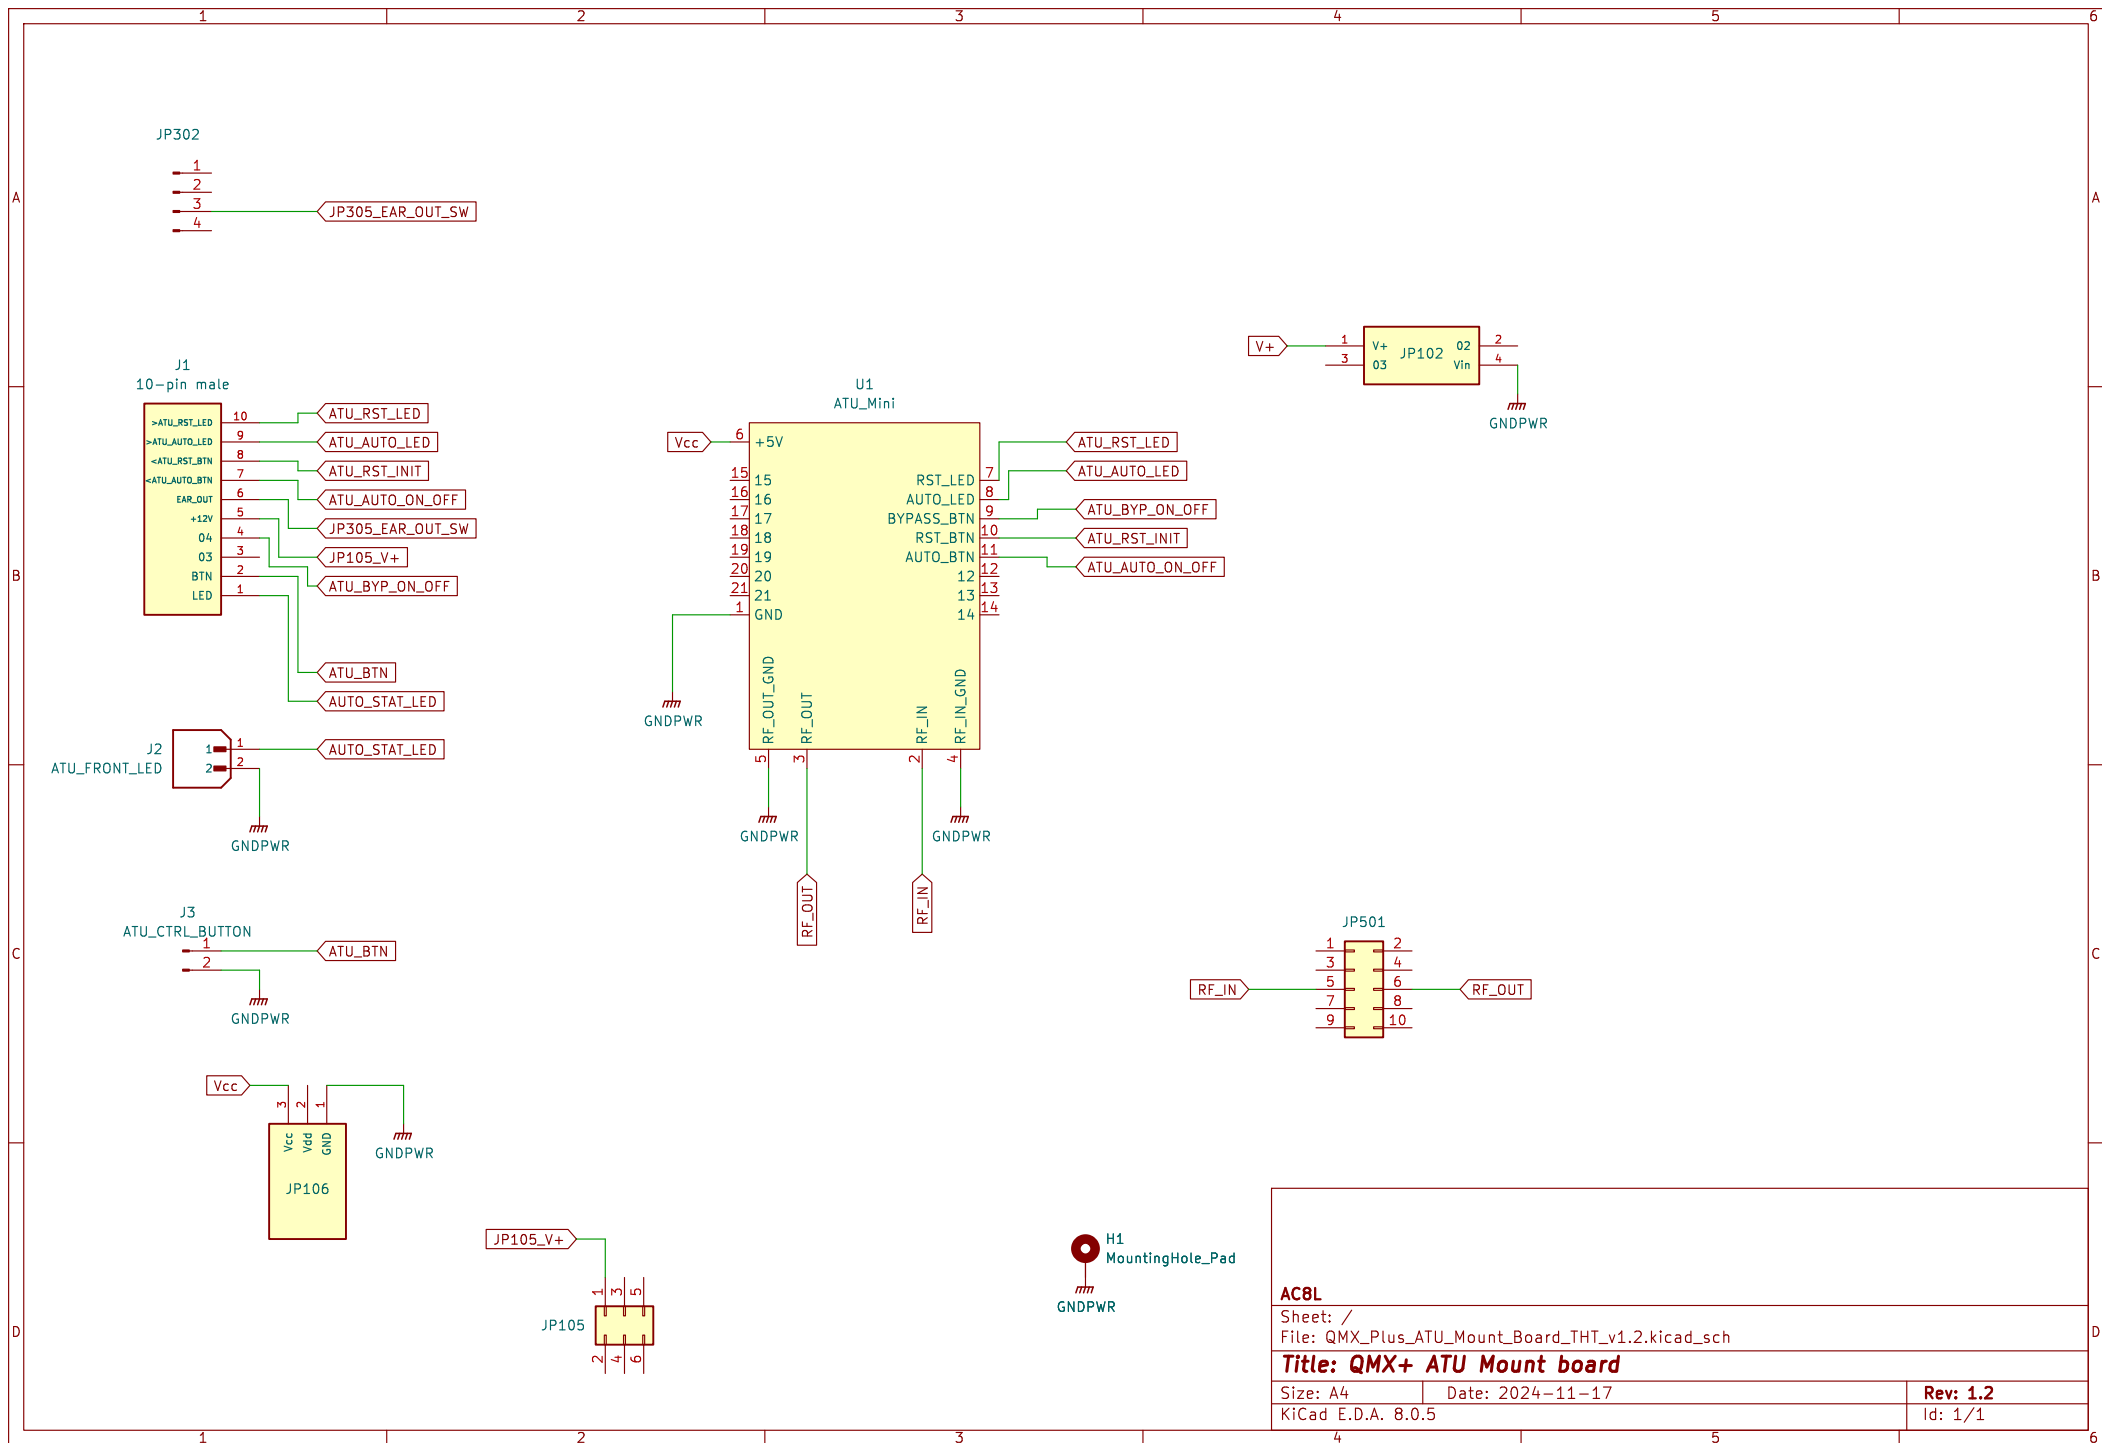 1 2 3 4 5 6
A
B
C
D
A
B
C
D
JP302
1
2
3
4
JP305_EAR_OUT_SW
J1
10-pin male
>ATU_RST_LED 10 ATU_RST_LED
>ATU_AUTO_LED 9 ATU_AUTO_LED
<ATU_RST_BTN 8 ATU_RST_INIT
<ATU_AUTO_BTN 7 ATU_AUTO_ON_OFF
EAR_OUT 6 JP305_EAR_OUT_SW
+12V 5 JP105_V+
04 4 ATU_BYP_ON_OFF
03 3
BTN 2 ATU_BTN
LED 1 AUTO_STAT_LED
J2
ATU_FRONT_LED
1 1 AUTO_STAT_LED
2 2
GNDPWR
J3
ATU_CTRL_BUTTON
1 ATU_BTN
2
GNDPWR
Vcc
3 2 1
Vcc Vdd GND
JP106
GNDPWR
JP105_V+
1 3 5
JP105
2 4 6
U1
ATU_Mini
Vcc 6 +5V
15 15
16 16
17 17
18 18
19 19
20 20
21 21
1 GND
GNDPWR
RST_LED 7 ATU_RST_LED
AUTO_LED 8 ATU_AUTO_LED
BYPASS_BTN 9 ATU_BYP_ON_OFF
RST_BTN 10 ATU_RST_INIT
AUTO_BTN 11 ATU_AUTO_ON_OFF
12 12
13 13
14 14
RF_OUT_GND RF_OUT RF_IN RF_IN_GND
5 3 2 4
GNDPWR GNDPWR
RF_OUT RF_IN
V+
1 V+ 02 2
JP102
3 03 Vin 4
GNDPWR
JP501
1 2
3 4
RF_IN 5 6 RF_OUT
7 8
9 10
H1
MountingHole_Pad
GNDPWR
AC8L
Sheet: /
File: QMX_Plus_ATU_Mount_Board_THT_v1.2.kicad_sch
Title: QMX+ ATU Mount board
Size: A4 Date: 2024-11-17 Rev: 1.2
KiCad E.D.A. 8.0.5 Id: 1/1
1 2 3 4 5 6